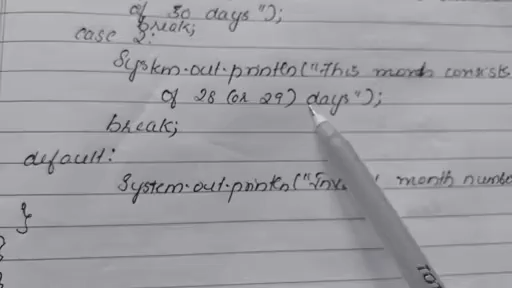 of 30 days");
break;
case 2:
System.out.println("This month consists
of 28 (or 29) days");
break;
default:
System.out.println(" month
}
}
}